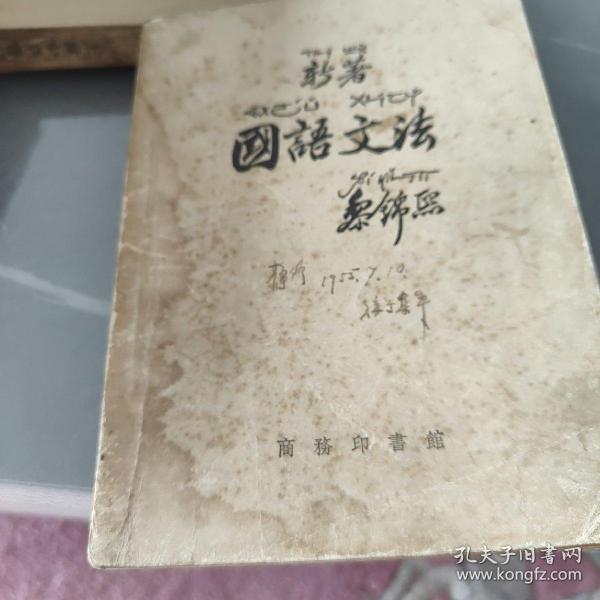 新著
國語文法
黎錦熙
1955.7.10.
商務印書館
孔夫子旧書网
www.kongfz.com